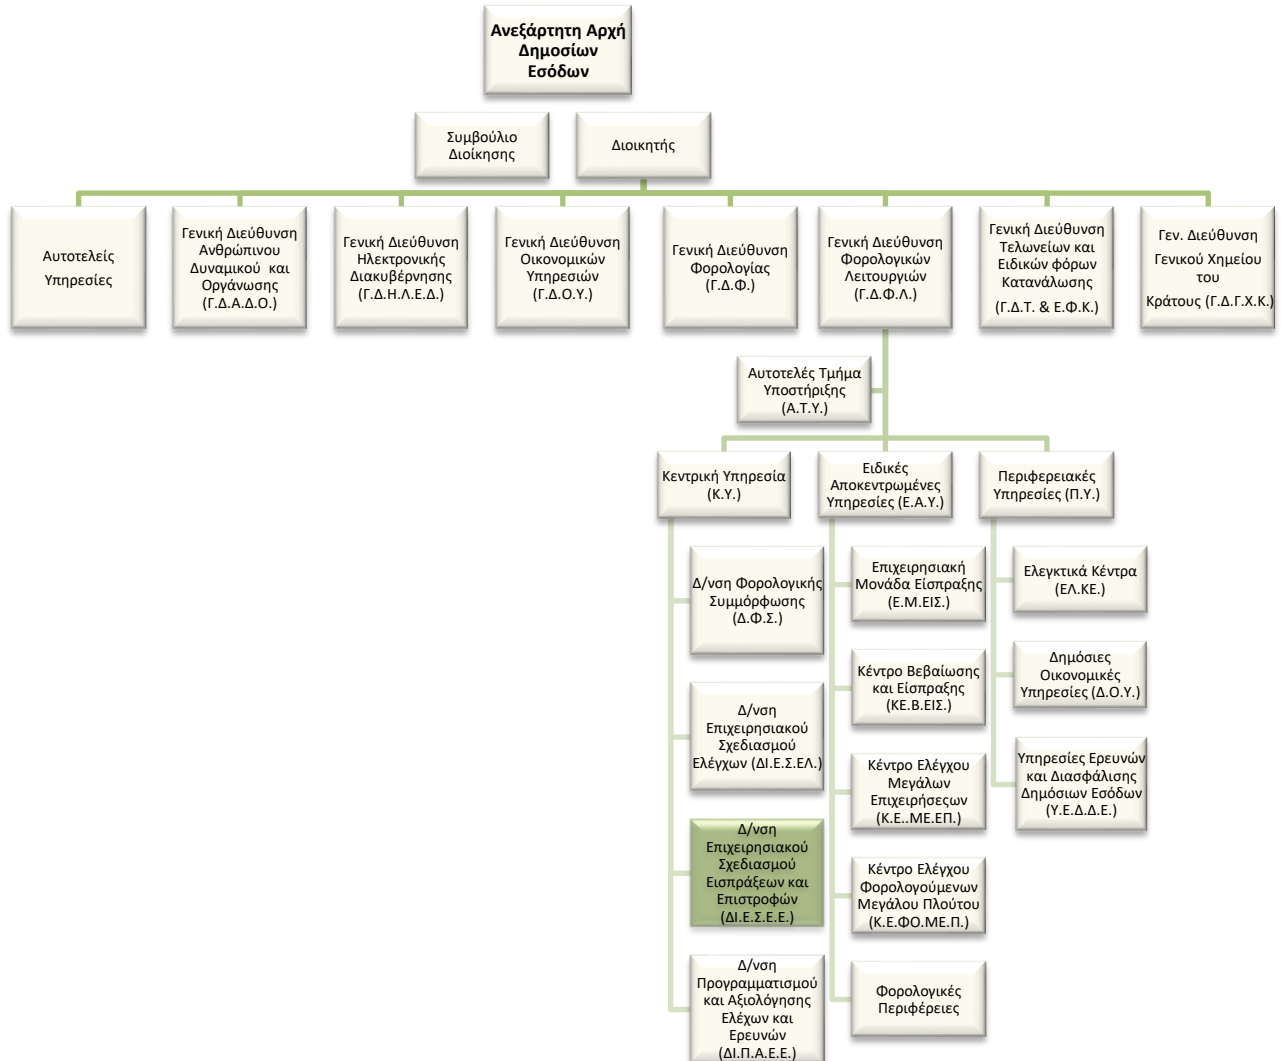 Ανεξάρτητη Αρχή
Δημοσίων
Εσόδων
Συμβούλιο
Διοίκησης
Διοικητής
Αυτοτελείς
Υπηρεσίες
Γενική Διεύθυνση
Ανθρώπινου
Δυναμικού και
Οργάνωσης
(Γ.Δ.Α.Δ.Ο.)
Γενική Διεύθυνση
Ηλεκτρονικής
Διακυβέρνησης
(Γ.Δ.Η.Λ.Ε.Δ.)
Γενική Διεύθυνση
Οικονομικών
Υπηρεσιών
(Γ.Δ.Ο.Υ.)
Γενική Διεύθυνση
Φορολογίας
(Γ.Δ.Φ.)
Γενική Διεύθυνση
Φορολογικών
Λειτουργιών
(Γ.Δ.Φ.Λ.)
Γενική Διεύθυνση
Τελωνείων και
Ειδικών φόρων
Κατανάλωσης
(Γ.Δ.Τ. & Ε.Φ.Κ.)
Γεν. Διεύθυνση
Γενικού Χημείου
του
Κράτους (Γ.Δ.Γ.Χ.Κ.)
Αυτοτελές Τμήμα
Υποστήριξης
(Α.Τ.Υ.)
Κεντρική Υπηρεσία
(Κ.Υ.)
Δ/νση Φορολογικής
Συμμόρφωσης
(Δ.Φ.Σ.)
Δ/νση
Επιχειρησιακού
Σχεδιασμού
Ελέγχων (ΔΙ.Ε.Σ.ΕΛ.)
Δ/νση
Επιχειρησιακού
Σχεδιασμού
Εισπράξεων και
Επιστροφών
(ΔΙ.Ε.Σ.Ε.Ε.)
Δ/νση
Προγραμματισμού
και Αξιολόγησης
Ελέχων και
Ερευνών
(ΔΙ.Π.Α.Ε.Ε.)
Ειδικές
Αποκεντρωμένες
Υπηρεσίες (Ε.Α.Υ.)
Επιχειρησιακή
Μονάδα Είσπραξης
(Ε.Μ.ΕΙΣ.)
Κέντρο Βεβαίωσης
και Είσπραξης
(ΚΕ.Β.ΕΙΣ.)
Κέντρο Ελέγχου
Μεγάλων
Επιχειρήσεςων
(Κ.Ε..ΜΕ.ΕΠ.)
Κέντρο Ελέγχου
Φορολογούμενων
Μεγάλου Πλούτου
(Κ.Ε.ΦΟ.ΜΕ.Π.)
Φορολογικές
Περιφέρειες
Περιφερειακές
Υπηρεσίες (Π.Υ.)
Ελεγκτικά Κέντρα
(ΕΛ.ΚΕ.)
Δημόσιες
Οικονομικές
Υπηρεσίες (Δ.Ο.Υ.)
Υπηρεσίες Ερευνών
και Διασφάλισης
Δημόσιων Εσόδων
(Υ.Ε.Δ.Δ.Ε.)